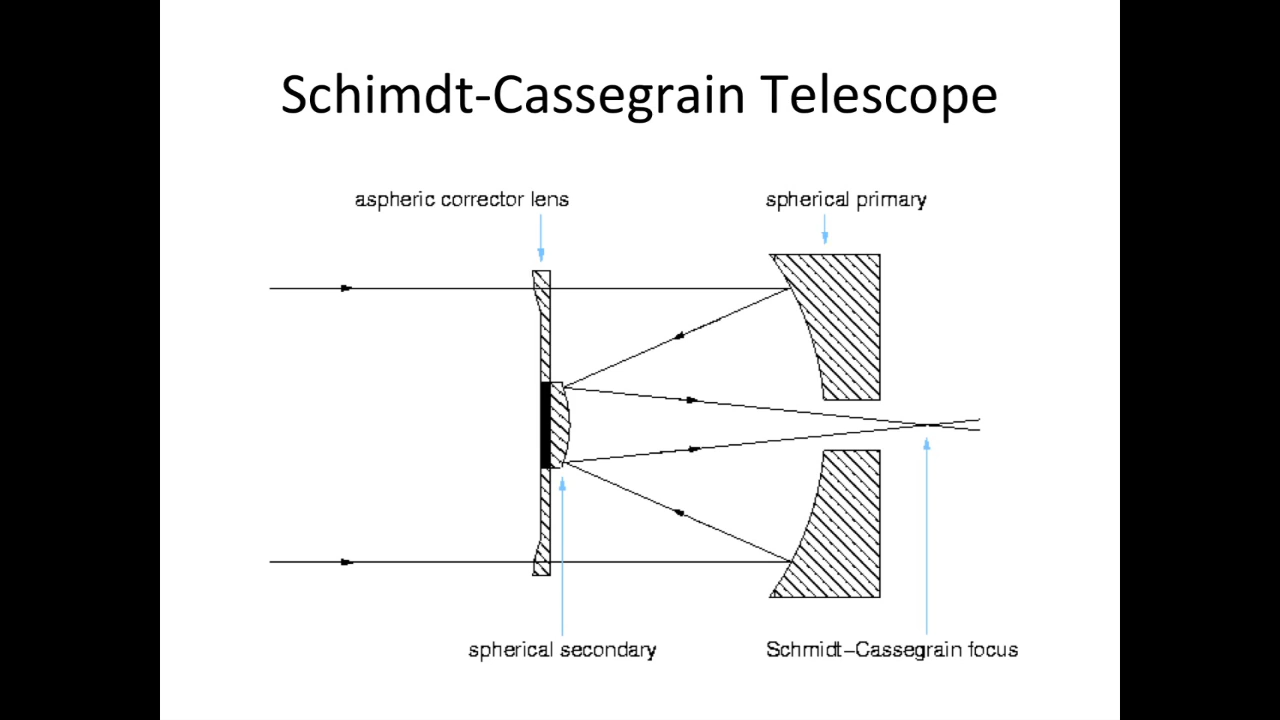 Schimdt-Cassegrain Telescope
aspheric corrector lens
spherical primary
spherical secondary
Schmidt-Cassegrain focus